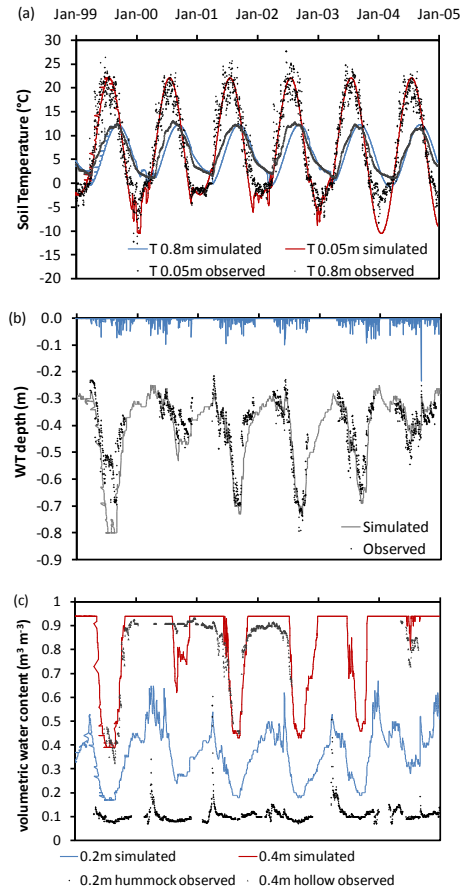 (a)
Jan-99 Jan-00 Jan-01 Jan-02 Jan-03 Jan-04 Jan-05
Soil Temperature (°C)
30
25
20
15
10
5
0
-5
-10
-15
-20
T 0.8m simulated
T 0.05m simulated
T 0.05m observed
T 0.8m observed
(b)
WT depth (m)
0.0
-0.1
-0.2
-0.3
-0.4
-0.5
-0.6
-0.7
-0.8
-0.9
Simulated
Observed
(c)
volumetric water content (m³ m⁻³)
1
0.9
0.8
0.7
0.6
0.5
0.4
0.3
0.2
0.1
0.2m simulated
0.4m simulated
0.2m hummock observed
0.4m hollow observed